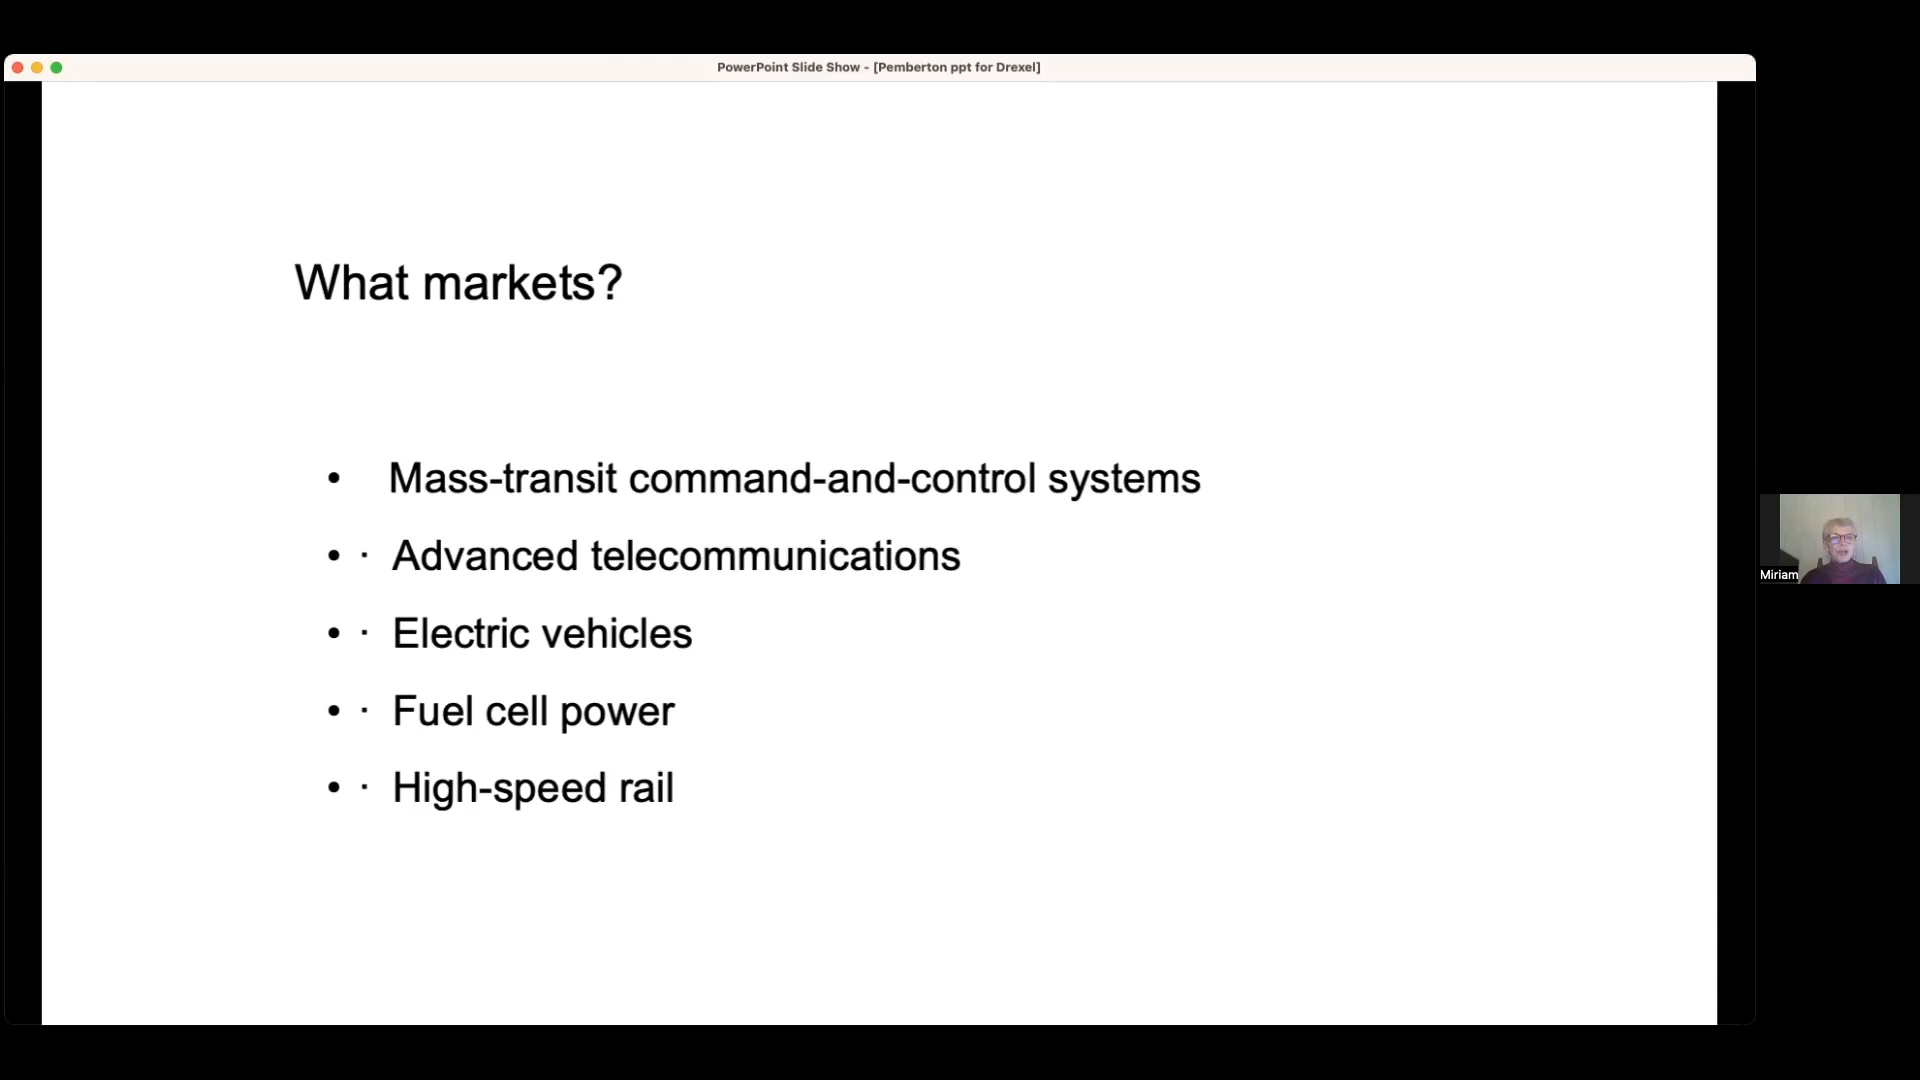 PowerPoint Slide Show - [Pemberton ppt for Drexel]
What markets?
• Mass-transit command-and-control systems
• · Advanced telecommunications
• · Electric vehicles
• · Fuel cell power
• · High-speed rail
Miriam